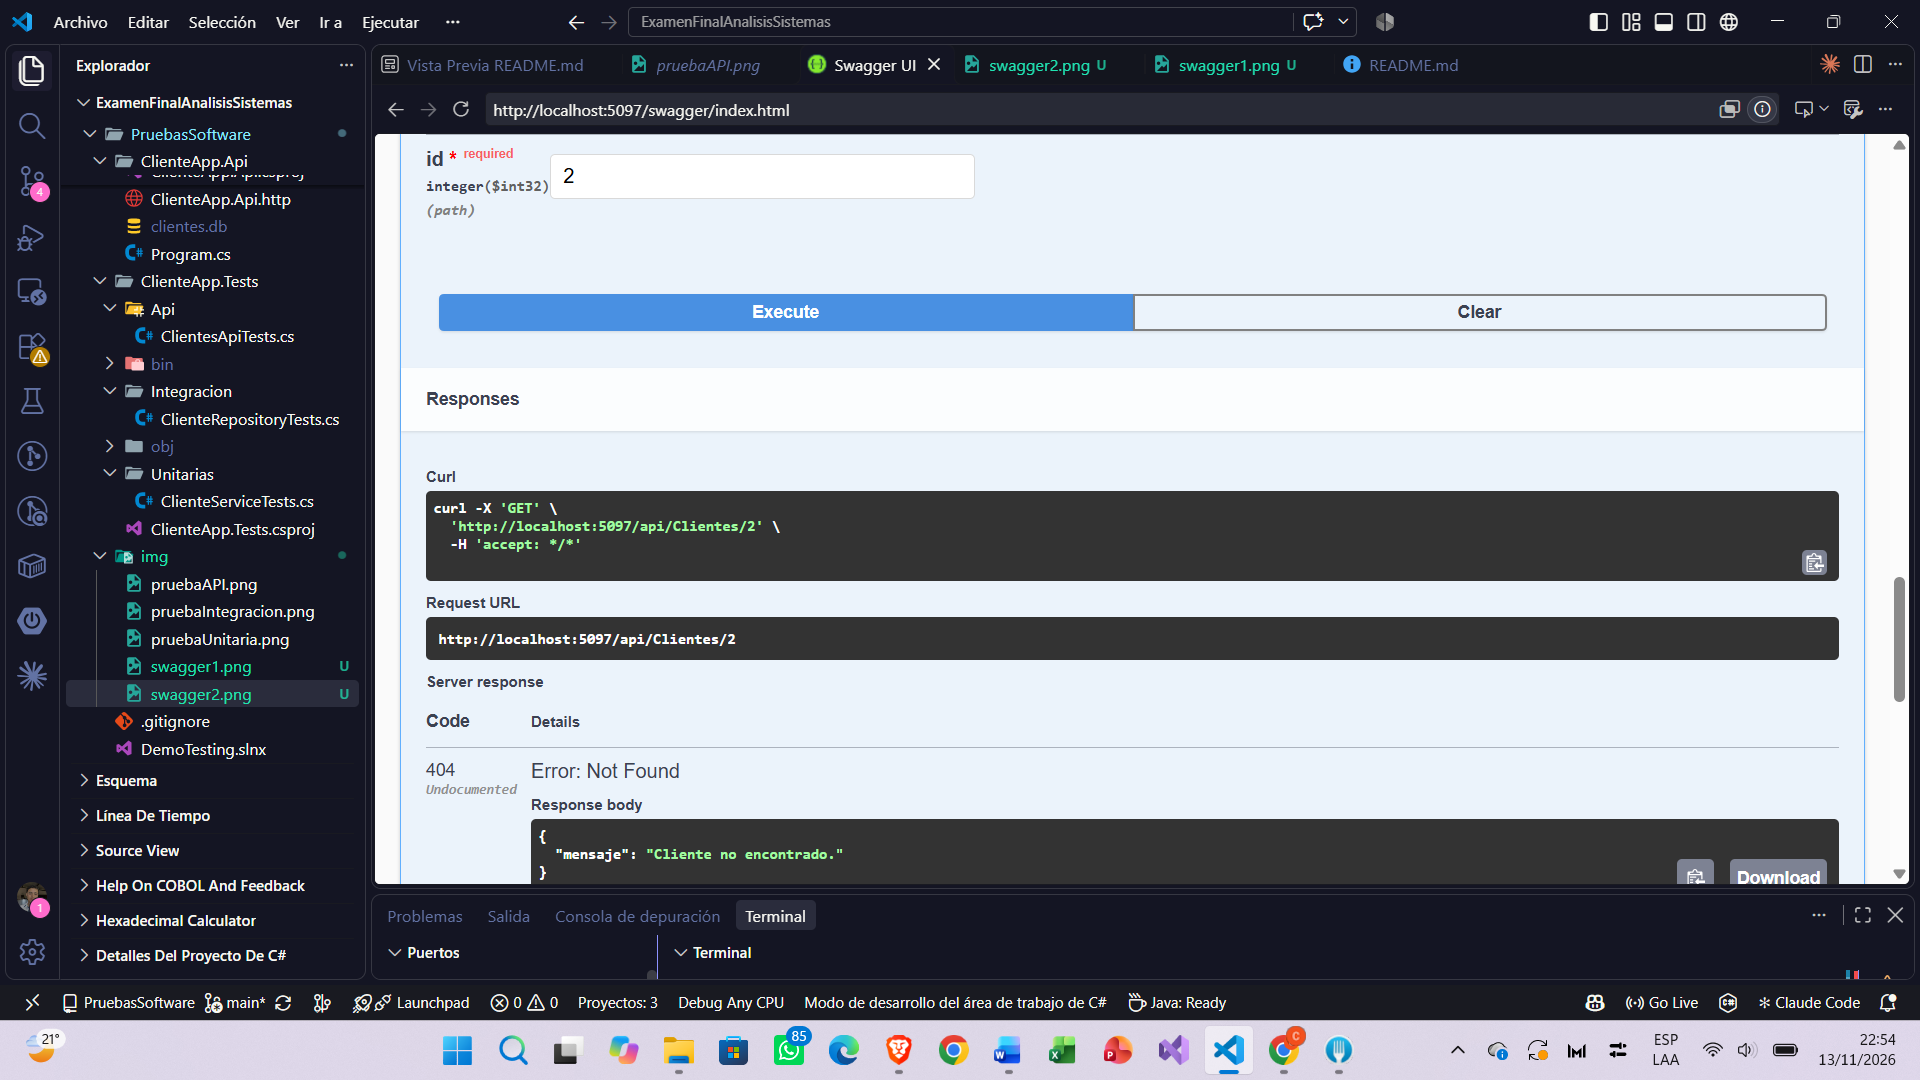 Archivo Editar Selección Ver Ir a Ejecutar ···
ExamenFinalAnalisisSistemas
Explorador
ExamenFinalAnalisisSistemas
PruebasSoftware
ClienteApp.Api
ClienteApp.Api.csproj
ClienteApp.Api.http
clientes.db
Program.cs
ClienteApp.Tests
Api
ClientesApiTests.cs
bin
Integracion
ClienteRepositoryTests.cs
obj
Unitarias
ClienteServiceTests.cs
ClienteApp.Tests.csproj
img
pruebaAPI.png
pruebaIntegracion.png
pruebaUnitaria.png
swagger1.png U
swagger2.png U
.gitignore
DemoTesting.slnx
Esquema
Línea De Tiempo
Source View
Help On COBOL And Feedback
Hexadecimal Calculator
Detalles Del Proyecto De C#
4
1
Vista Previa README.md
pruebaAPI.png
Swagger UI
swagger2.png U
swagger1.png U
README.md
http://localhost:5097/swagger/index.html
id * required
integer($int32)
(path)
2
Execute
Clear
Responses
Curl
curl -X 'GET' \
'http://localhost:5097/api/Clientes/2' \
-H 'accept: */*'
Request URL
http://localhost:5097/api/Clientes/2
Server response
Code Details
404
Undocumented
Error: Not Found
Response body
{
"mensaje": "Cliente no encontrado."
}
Download
Problemas Salida Consola de depuración Terminal
Puertos
Terminal
PruebasSoftware main* Launchpad 0 0 Proyectos: 3 Debug Any CPU Modo de desarrollo del área de trabajo de C# Java: Ready Go Live Claude Code
21°
85
C
ESP
LAA
22:54
13/11/2026